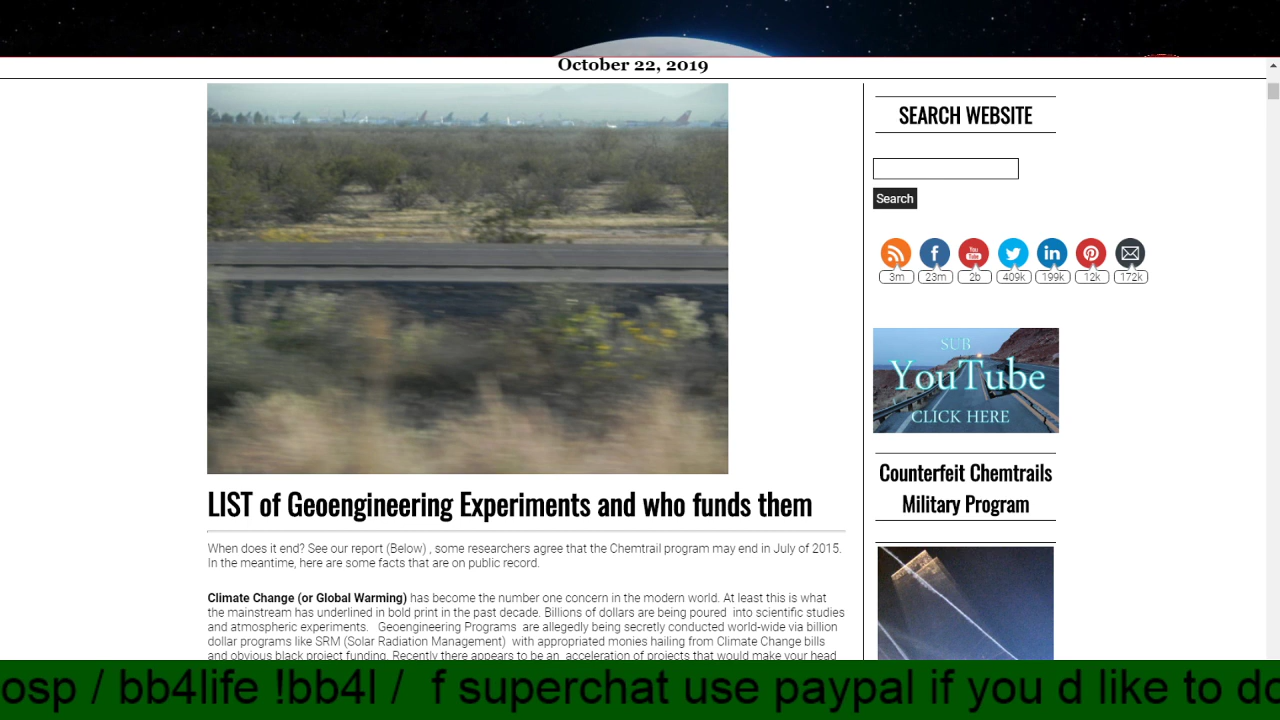 October 22, 2019
LIST of Geoengineering Experiments and who funds them
When does it end? See our report (Below) , some researchers agree that the Chemtrail program may end in July of 2015.
In the meantime, here are some facts that are on public record.
Climate Change (or Global Warming) has become the number one concern in the modern world. At least this is what
the mainstream has underlined in bold print in the past decade. Billions of dollars are being poured into scientific studies
and atmospheric experiments. Geoengineering Programs are allegedly being secretly conducted world-wide via billion
dollar programs like SRM (Solar Radiation Management) with appropriated monies hailing from Climate Change bills
and obvious black project funding. Recently there appears to be an acceleration of projects that would make your head
SEARCH WEBSITE
Search
You
Tube
3m 23m 2b 409k 199k 12k 172k
SUB
YouTube
CLICK HERE
Counterfeit Chemtrails
Military Program
osp / bb4life !bb4l / f superchat use paypal if you d like to do